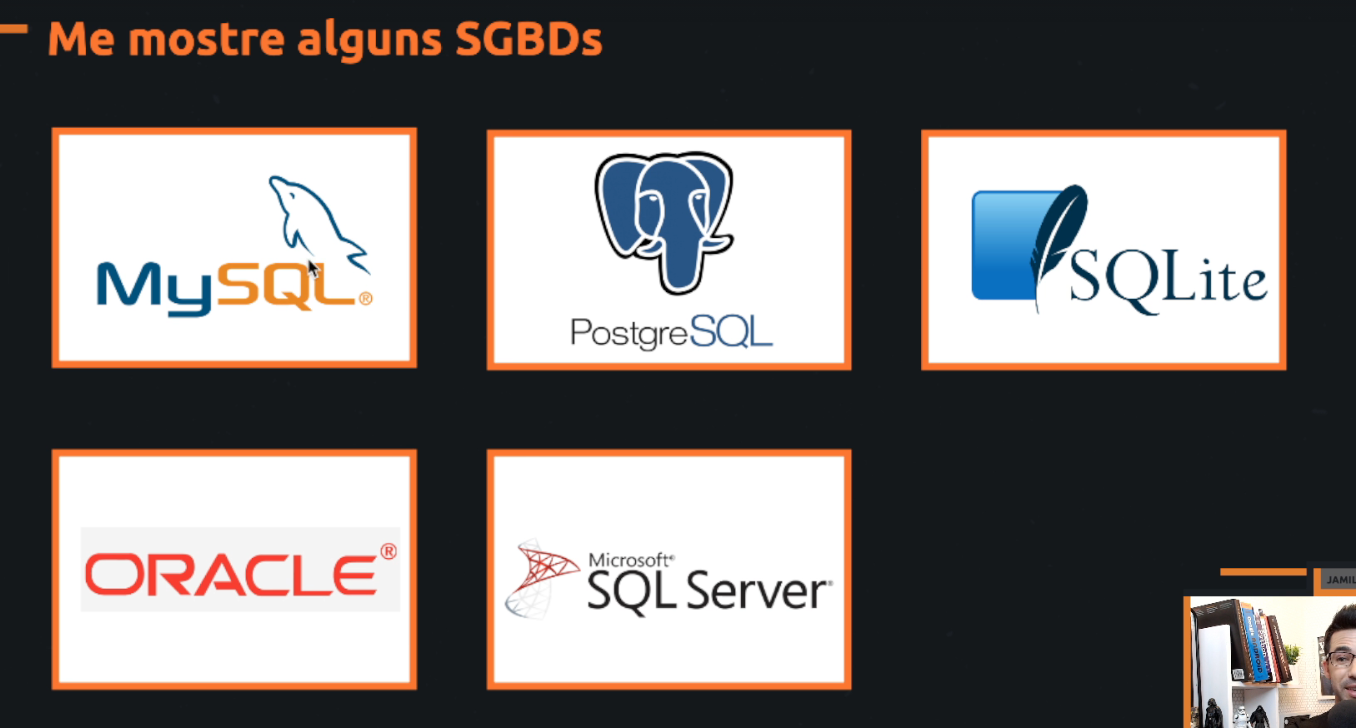 Me mostre alguns SGBDs
MySQL®
PostgreSQL
SQLite
ORACLE®
Microsoft®
SQL Server®